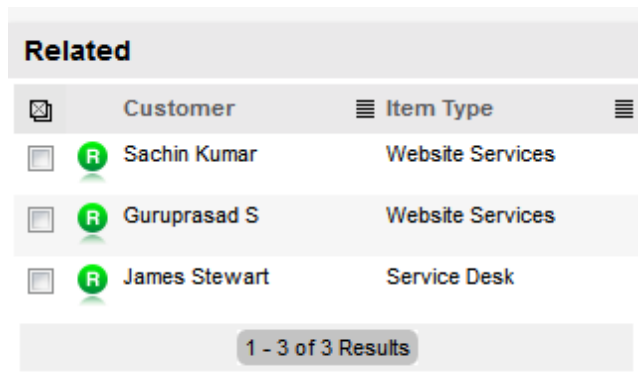 Related
Customer Item Type
R Sachin Kumar Website Services
R Guruprasad S Website Services
R James Stewart Service Desk
1 - 3 of 3 Results